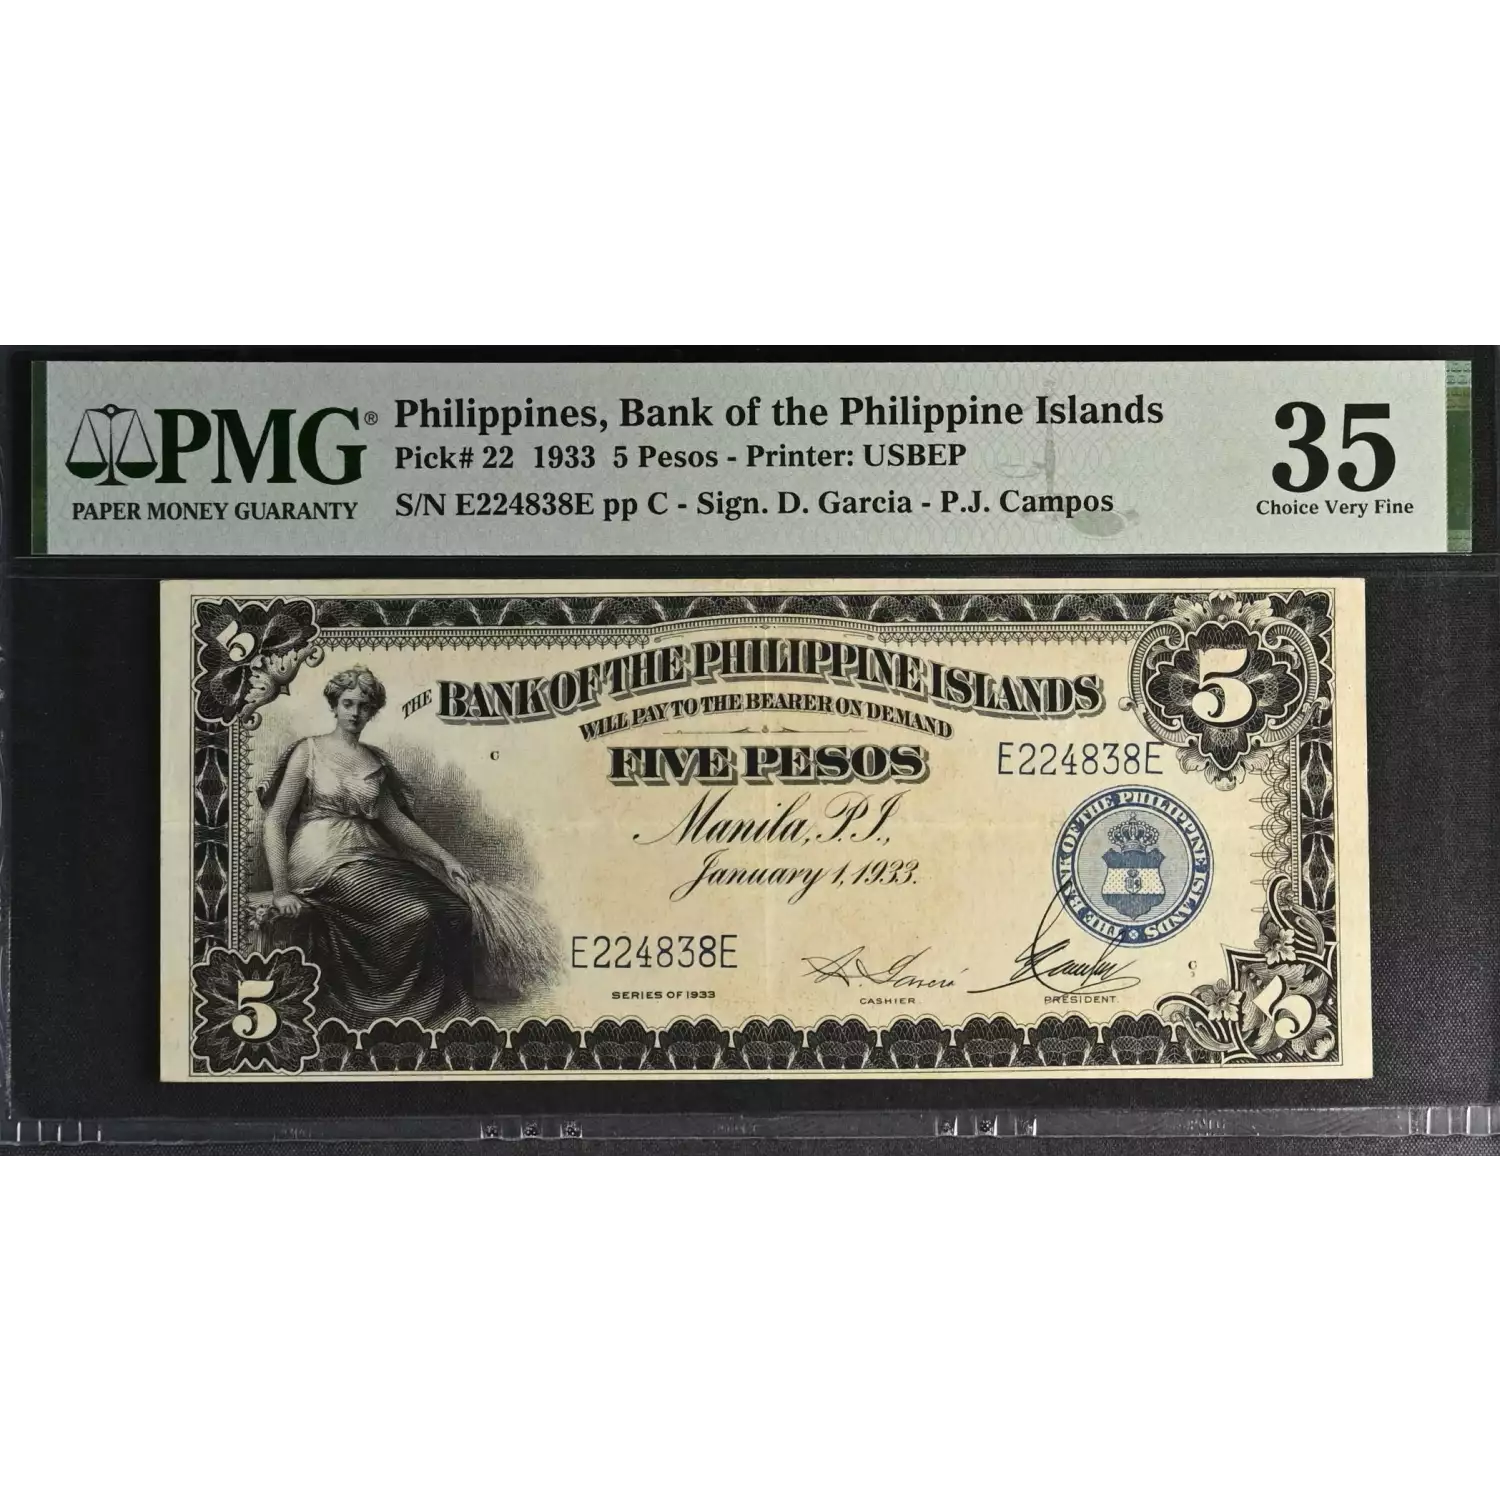 PMG®
PAPER MONEY GUARANTY
Philippines, Bank of the Philippine Islands
Pick# 22 1933 5 Pesos - Printer: USBEP
S/N E224838E pp C - Sign. D. Garcia - P.J. Campos
35
Choice Very Fine
5
5
THE BANK OF THE PHILIPPINE ISLANDS
WILL PAY TO THE BEARER ON DEMAND
C
FIVE PESOS
E224838E
Manila, P.I.,
January 1, 1933.
THE BANK OF THE PHILIPPINE ISLANDS
E224838E
SERIES OF 1933
CASHIER.
PRESIDENT.
C
5
5